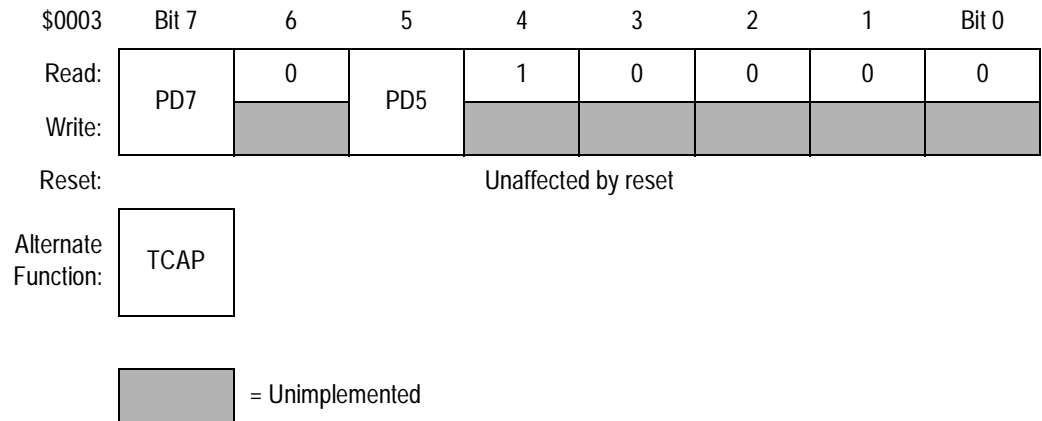 $0003 Bit 7 6 5 4 3 2 1 Bit 0
Read: PD7 0 PD5 1 0 0 0 0
Write:
Reset: Unaffected by reset
Alternate
Function: TCAP
= Unimplemented